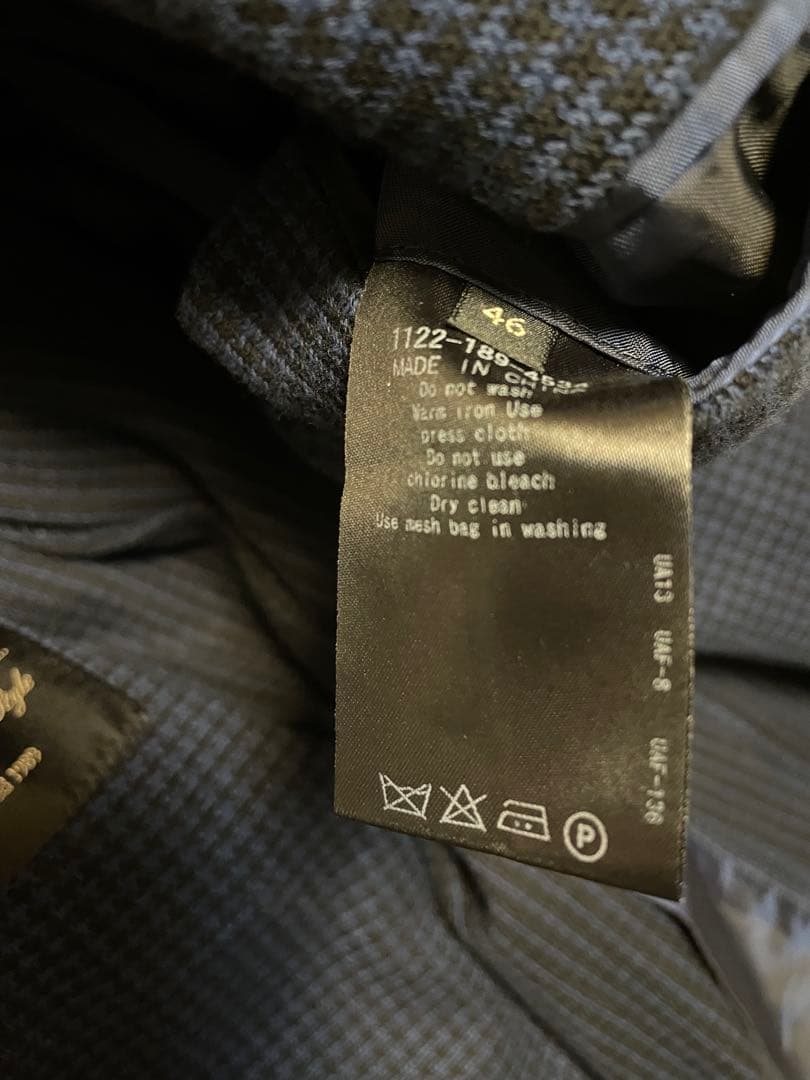 46
1122-189-4594
MADE IN CHINA
Do not wash
Warm iron Use
press cloth
Do not use
chlorine bleach
Dry clean
Use mesh bag in washing
UA13 UAF-8 UAF-136
P